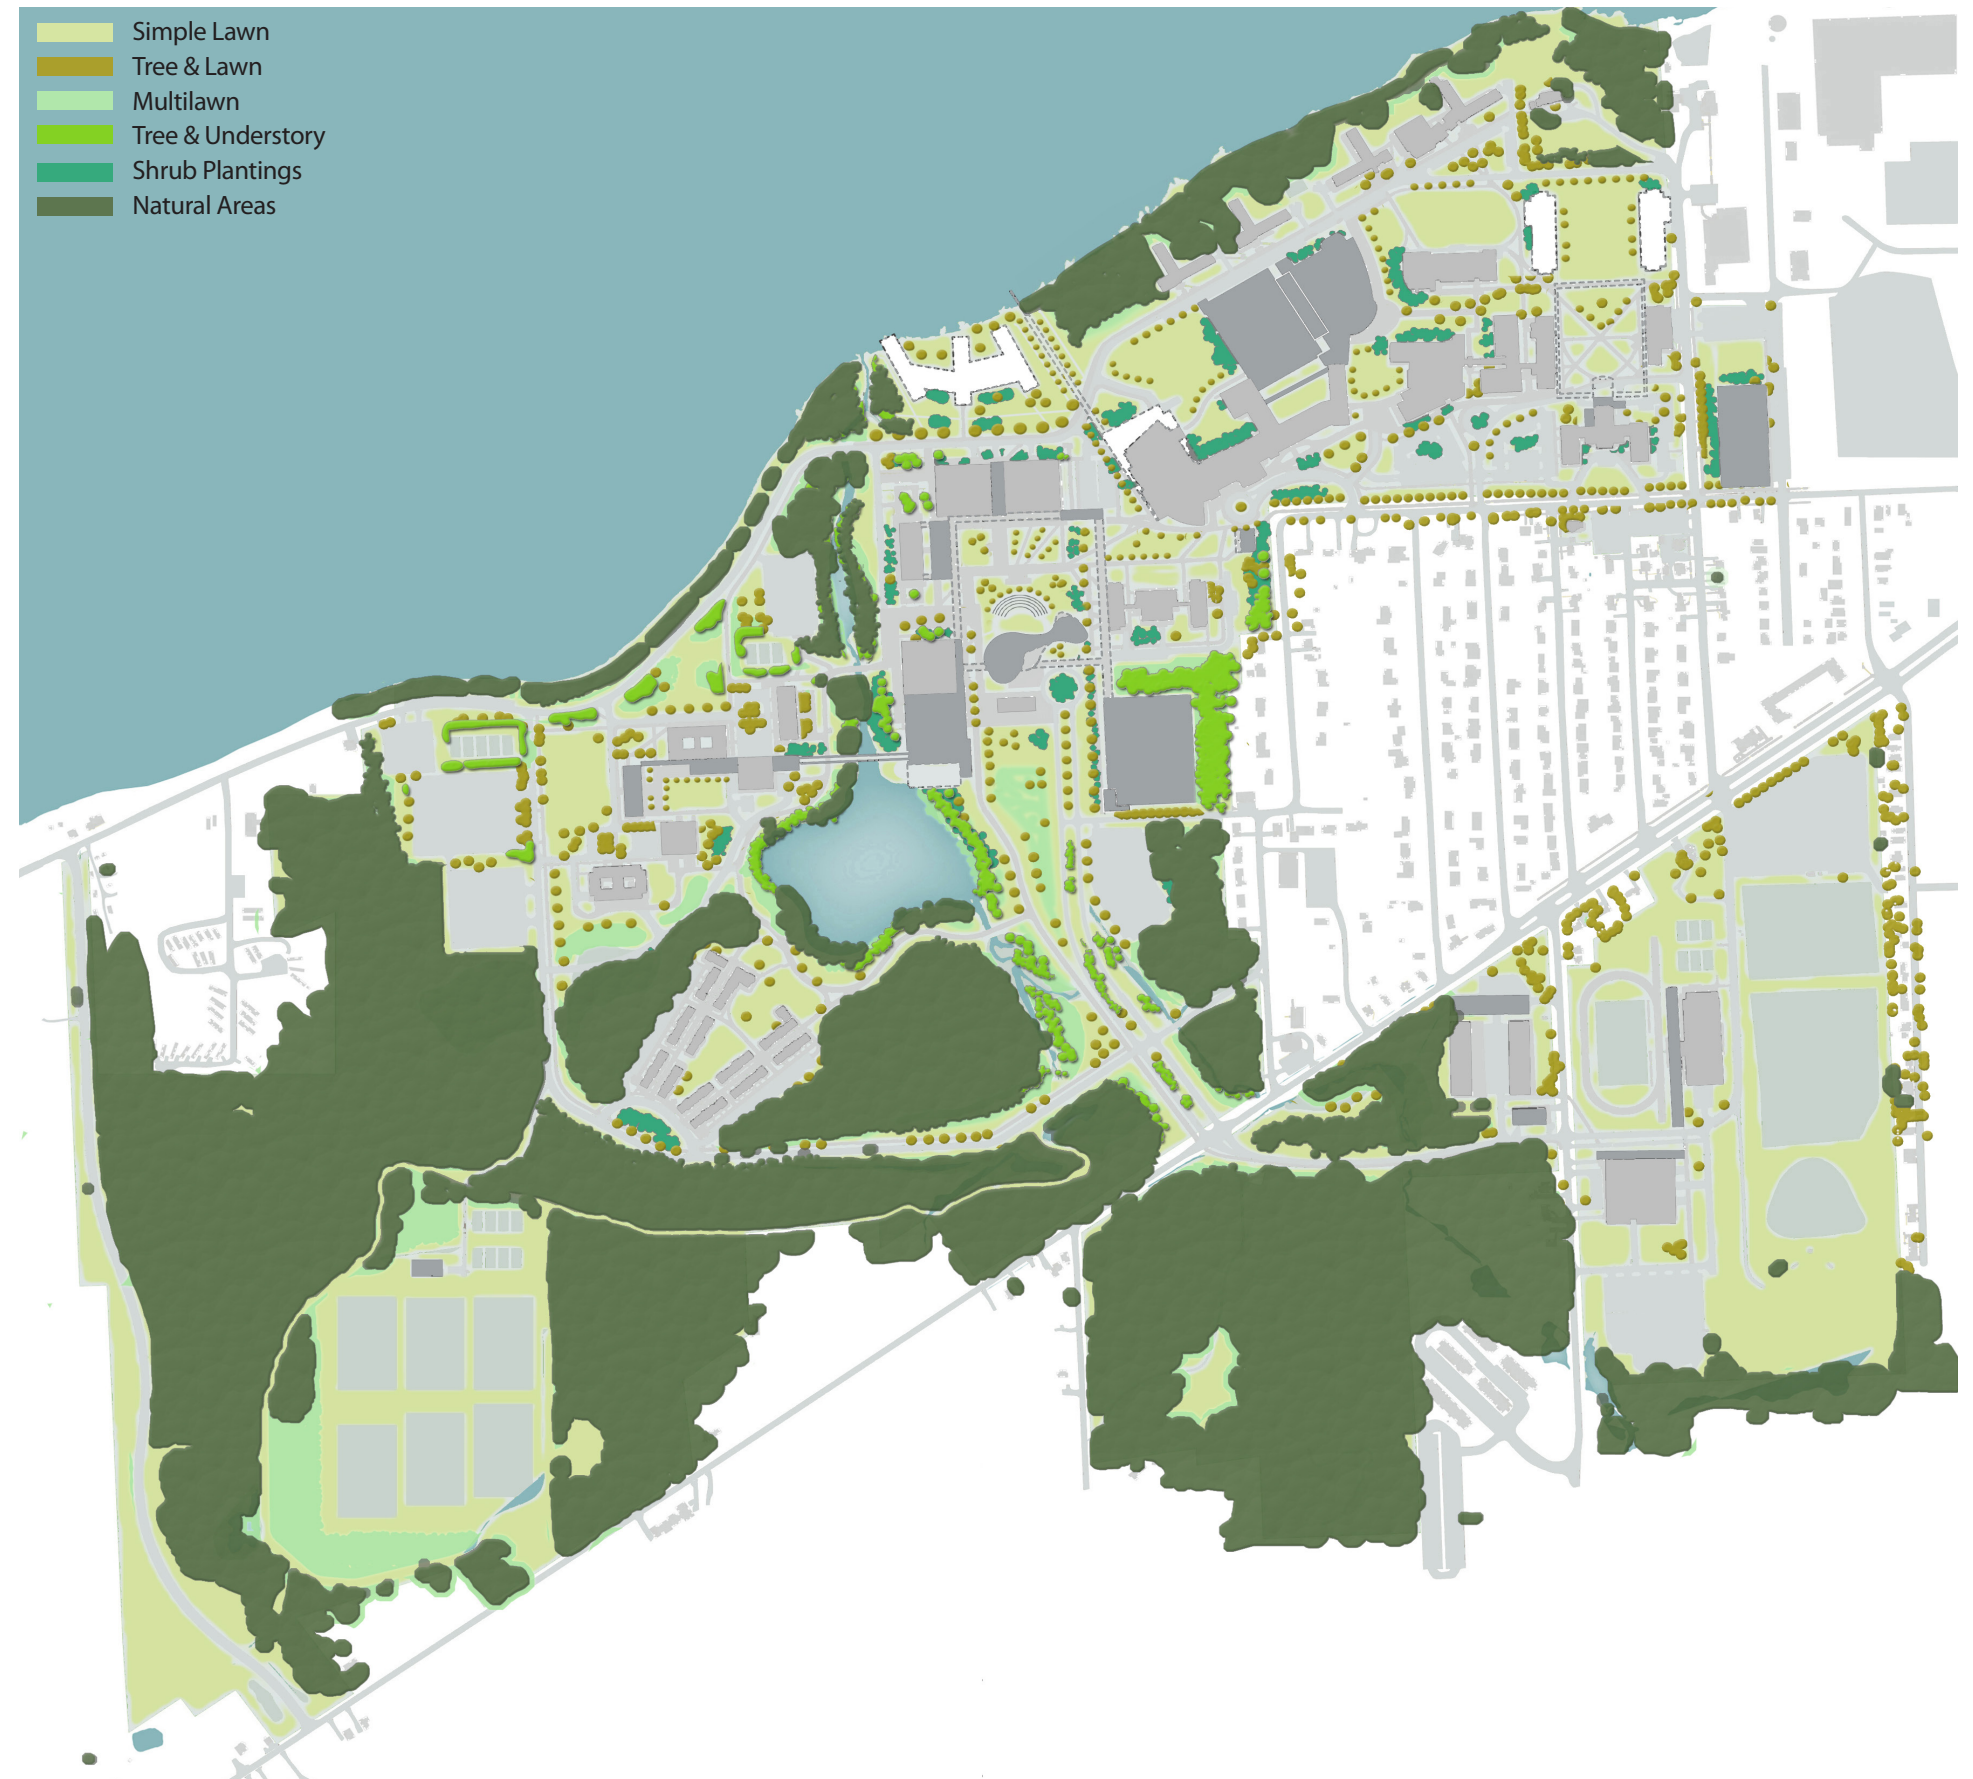 Simple Lawn
Tree & Lawn
Multilawn
Tree & Understory
Shrub Plantings
Natural Areas